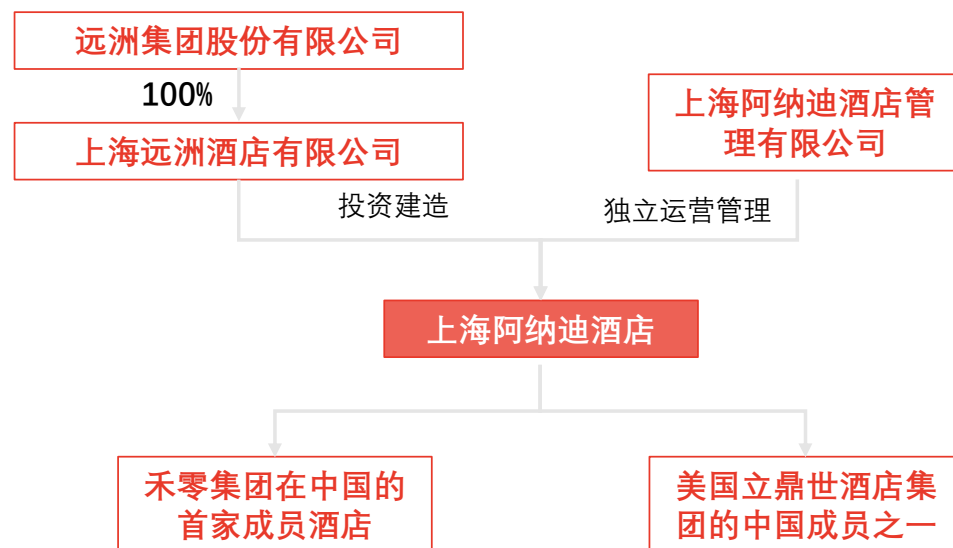 远洲集团股份有限公司
100%
上海远洲酒店有限公司
上海阿纳迪酒店管
理有限公司
投资建造
独立运营管理
上海阿纳迪酒店
禾零集团在中国的
首家成员酒店
美国立鼎世酒店集
团的中国成员之一